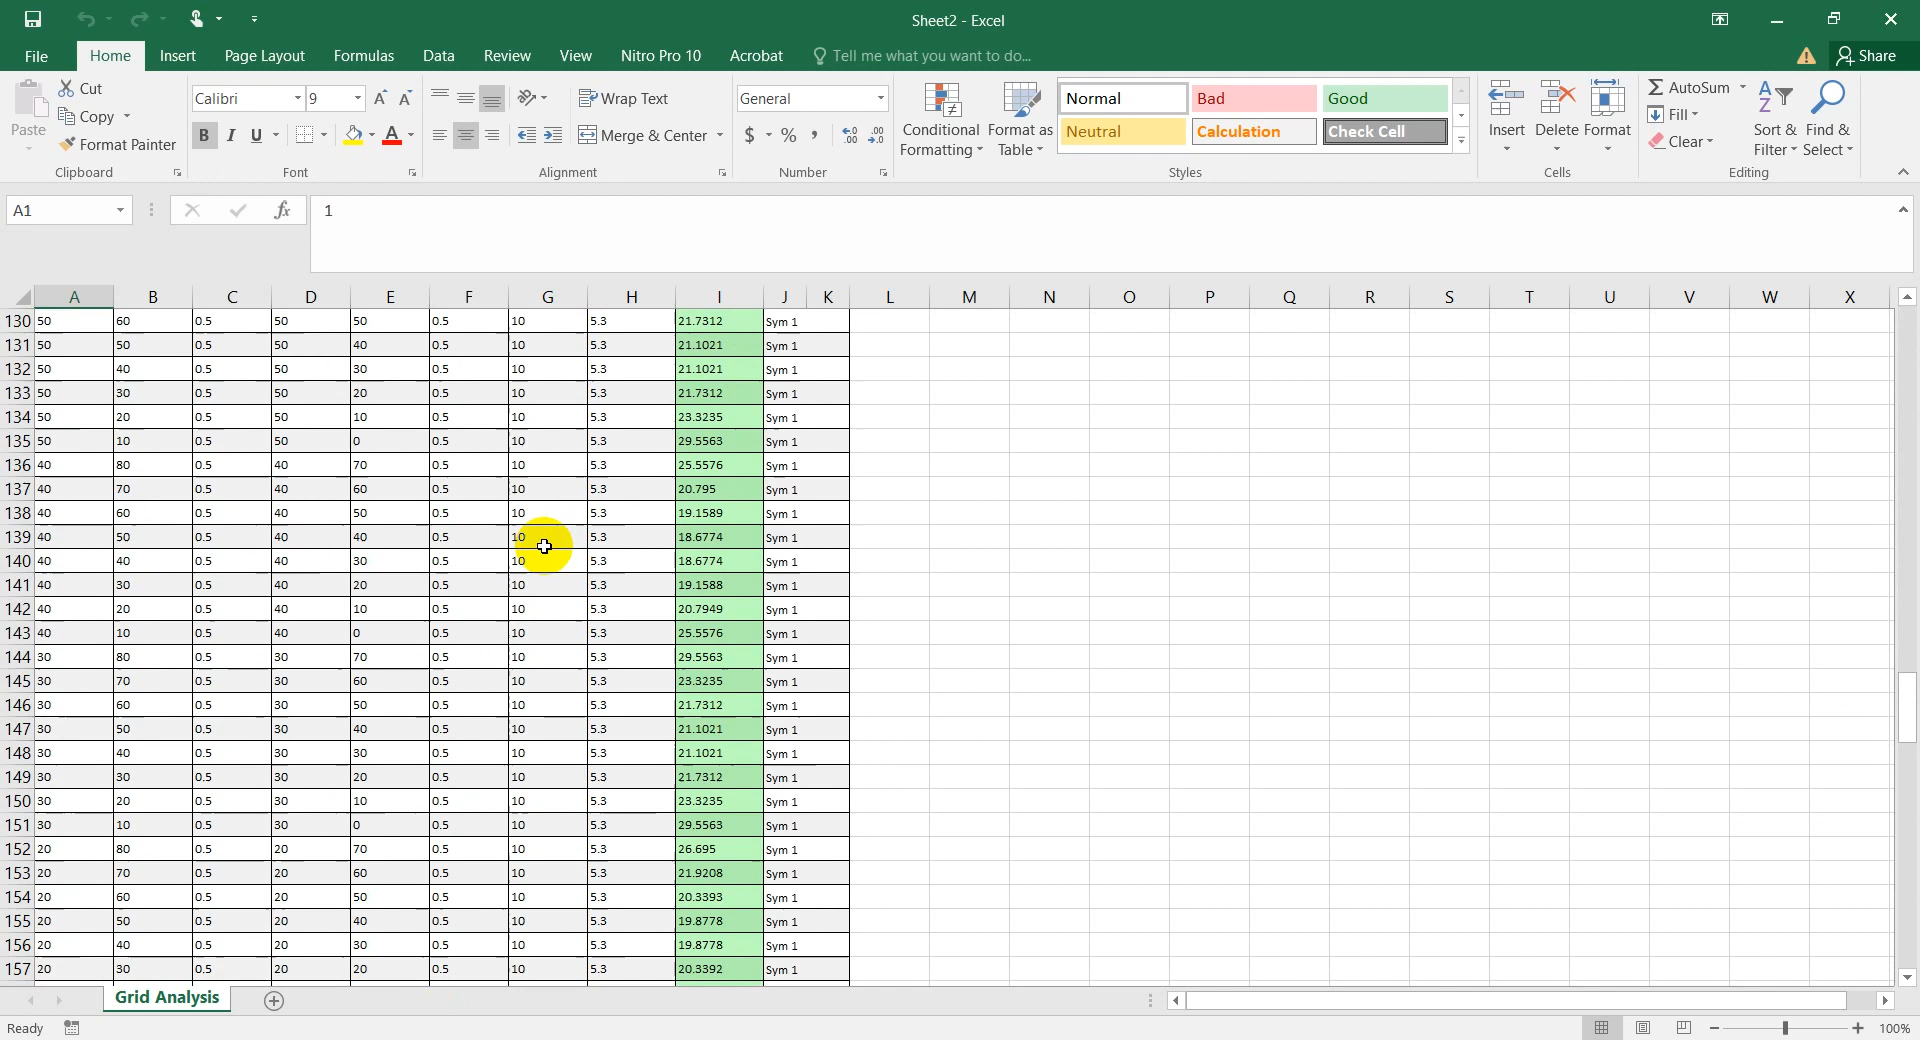 Sheet2 - Excel
File Home Insert Page Layout Formulas Data Review View Nitro Pro 10 Acrobat Tell me what you want to do... Share
Paste Cut Copy Format Painter
Calibri 9
B I U
Wrap Text
Merge & Center
General
$ % ,
Conditional Formatting
Format as Table
Normal Bad Good
Neutral Calculation Check Cell
Insert Delete Format
AutoSum
Fill
Clear
Sort & Filter
Find & Select
Clipboard Font Alignment Number Styles Cells Editing
A1 fx 1
A B C D E F G H I J K L M N O P Q R S T U V W X
130 50 60 0.5 50 50 0.5 10 5.3 21.7312 Sym 1
131 50 50 0.5 50 40 0.5 10 5.3 21.1021 Sym 1
132 50 40 0.5 50 30 0.5 10 5.3 21.1021 Sym 1
133 50 30 0.5 50 20 0.5 10 5.3 21.7312 Sym 1
134 50 20 0.5 50 10 0.5 10 5.3 23.3235 Sym 1
135 50 10 0.5 50 0 0.5 10 5.3 29.5563 Sym 1
136 40 80 0.5 40 70 0.5 10 5.3 25.5576 Sym 1
137 40 70 0.5 40 60 0.5 10 5.3 20.795 Sym 1
138 40 60 0.5 40 50 0.5 10 5.3 19.1589 Sym 1
139 40 50 0.5 40 40 0.5 10 5.3 18.6774 Sym 1
140 40 40 0.5 40 30 0.5 10 5.3 18.6774 Sym 1
141 40 30 0.5 40 20 0.5 10 5.3 19.1588 Sym 1
142 40 20 0.5 40 10 0.5 10 5.3 20.7949 Sym 1
143 40 10 0.5 40 0 0.5 10 5.3 25.5576 Sym 1
144 30 80 0.5 30 70 0.5 10 5.3 29.5563 Sym 1
145 30 70 0.5 30 60 0.5 10 5.3 23.3235 Sym 1
146 30 60 0.5 30 50 0.5 10 5.3 21.7312 Sym 1
147 30 50 0.5 30 40 0.5 10 5.3 21.1021 Sym 1
148 30 40 0.5 30 30 0.5 10 5.3 21.1021 Sym 1
149 30 30 0.5 30 20 0.5 10 5.3 21.7312 Sym 1
150 30 20 0.5 30 10 0.5 10 5.3 23.3235 Sym 1
151 30 10 0.5 30 0 0.5 10 5.3 29.5563 Sym 1
152 20 80 0.5 20 70 0.5 10 5.3 26.695 Sym 1
153 20 70 0.5 20 60 0.5 10 5.3 21.9208 Sym 1
154 20 60 0.5 20 50 0.5 10 5.3 20.3393 Sym 1
155 20 50 0.5 20 40 0.5 10 5.3 19.8778 Sym 1
156 20 40 0.5 20 30 0.5 10 5.3 19.8778 Sym 1
157 20 30 0.5 20 20 0.5 10 5.3 20.3392 Sym 1
Grid Analysis
Ready 100%